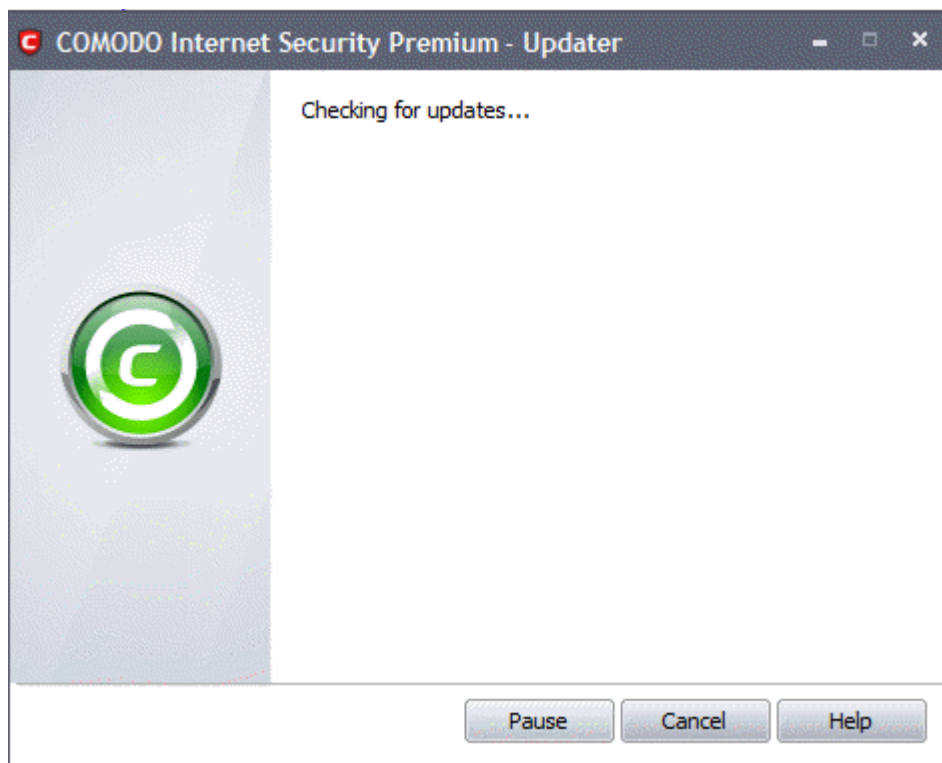 COMODO Internet Security Premium - Updater
Checking for updates...
Pause
Cancel
Help